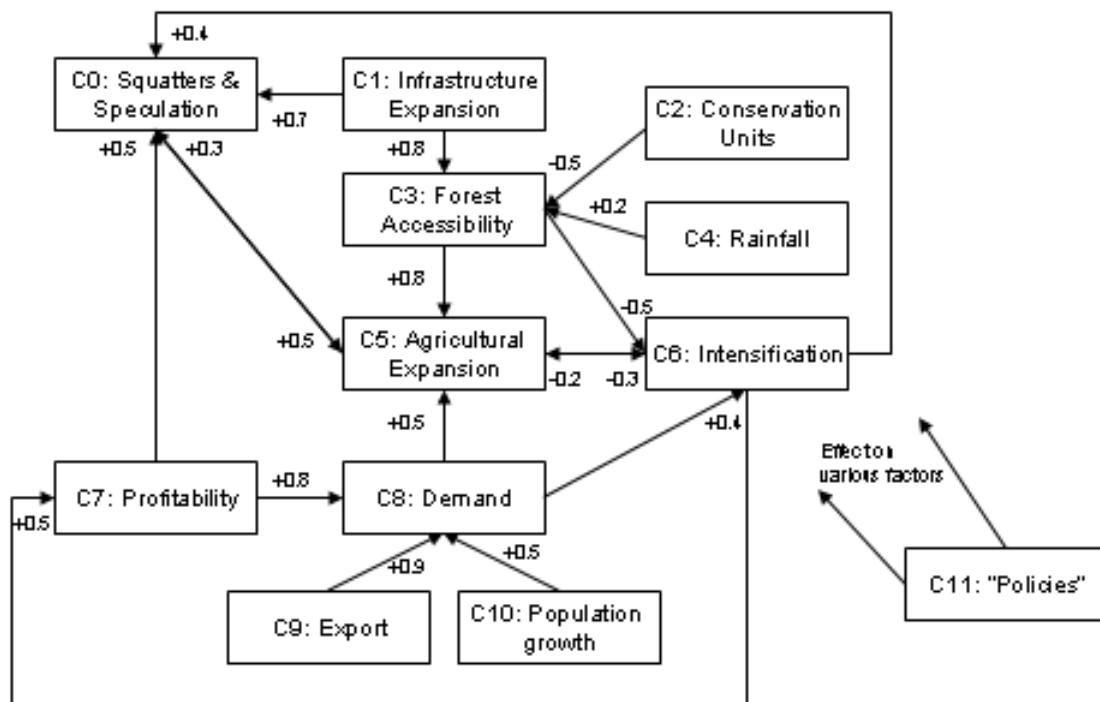 +0.4
C0: Squatters &
Speculation
C1: Infrastructure
Expansion
+0.7
C2: Conservation
Units
+0.5
+0.3
+0.8
-0.5
C3: Forest
Accessibility
+0.2
C4: Rainfall
+0.8
-0.5
+0.5
C5: Agricultural
Expansion
-0.2
-0.3
C6: Intensification
+0.5
+0.4
C7: Profitability
+0.5
+0.8
C8: Demand
Effect on
various factors
+0.9
+0.5
C9: Export
C10: Population
growth
C11: "Policies"